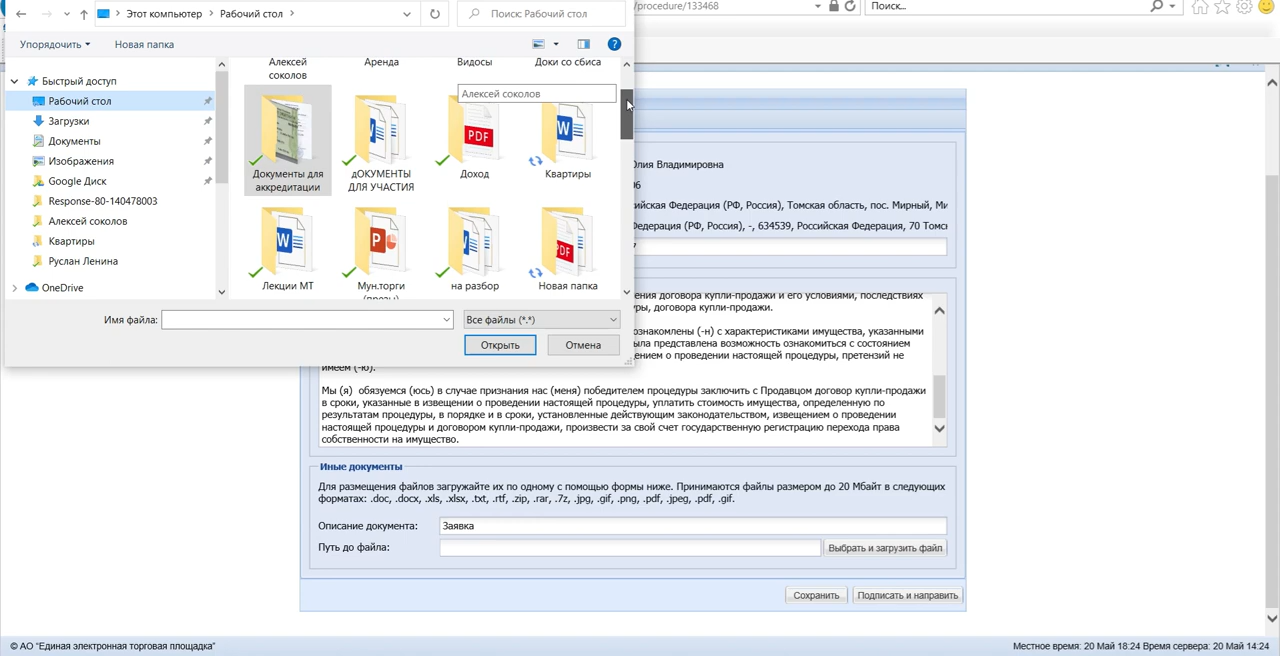 Этот компьютер
Рабочий стол
Поиск: Рабочий стол
/procedure/133468
Поиск...
Упорядочить
Новая папка
Быстрый доступ
Рабочий стол
Загрузки
Документы
Изображения
Google Диск
Response-80-140478003
Алексей соколов
Квартиры
Руслан Ленина
OneDrive
Алексей
соколов
Аренда
Видосы
Доки со сбиса
Алексей соколов
Документы для
аккредитации
дОКУМЕНТЫ
ДЛЯ УЧАСТИЯ
Доход
Квартиры
Лекции МТ
Мун.торги
(презы)
на разбор
Новая папка
Имя файла:
Все файлы (*.*)
Открыть
Отмена
Юлия Владимировна
ийская Федерация (РФ, Россия), Томская область, пос. Мирный, Ми
Федерация (РФ, Россия), -, 634539, Российская Федерация, 70 Томс
ения договора купли-продажи и его условиями, последствиях
ры, договора купли-продажи.
ознакомлены (-н) с характеристиками имущества, указанными
ыла представлена возможность ознакомиться с состоянием
ением о проведении настоящей процедуры, претензий не
имеем (-ю).
Мы (я) обязуемся (юсь) в случае признания нас (меня) победителем процедуры заключить с Продавцом договор купли-продажи
в сроки, указанные в извещении о проведении настоящей процедуры, уплатить стоимость имущества, определенную по
результатам процедуры, в порядке и в сроки, установленные действующим законодательством, извещением о проведении
настоящей процедуры и договором купли-продажи, произвести за свой счет государственную регистрацию перехода права
собственности на имущество.
Иные документы
Для размещения файлов загружайте их по одному с помощью формы ниже. Принимаются файлы размером до 20 Мбайт в следующих
форматах: .doc, .docx, .xls, .xlsx, .txt, .rtf, .zip, .rar, .7z, .jpg, .gif, .png, .pdf, .jpeg, .pdf, .gif.
Описание документа:
Заявка
Путь до файла:
Выбрать и загрузить файл
Сохранить
Подписать и направить
© АО "Единая электронная торговая площадка"
Местное время: 20 Май 18:24 Время сервера: 20 Май 14:24